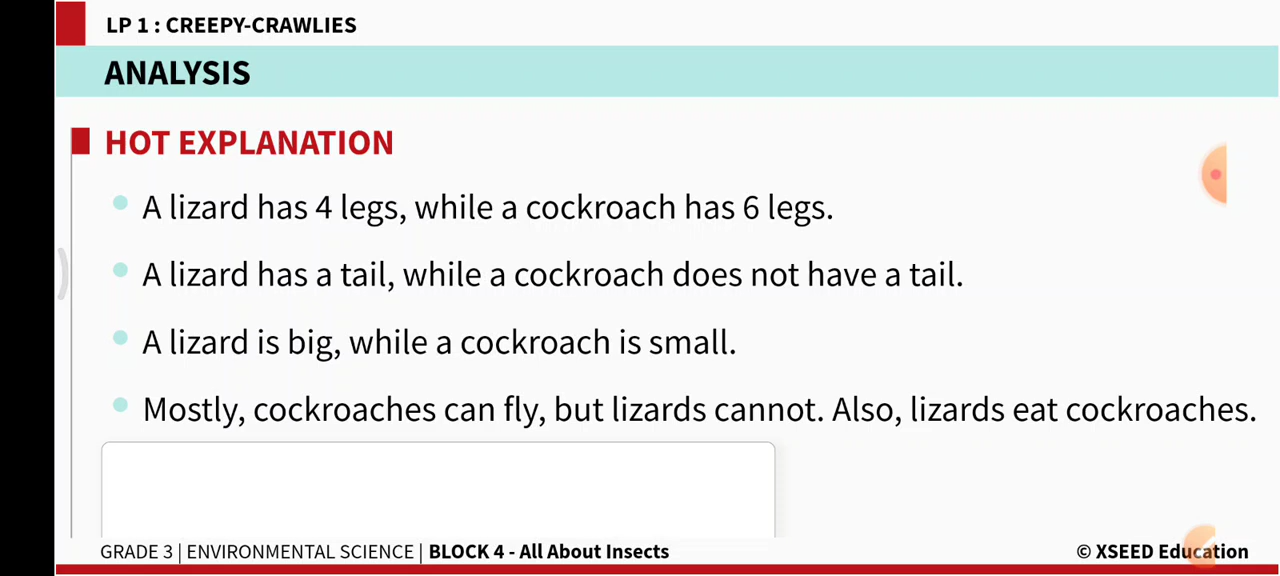 LP 1 : CREEPY-CRAWLIES
ANALYSIS
HOT EXPLANATION
A lizard has 4 legs, while a cockroach has 6 legs.
A lizard has a tail, while a cockroach does not have a tail.
A lizard is big, while a cockroach is small.
Mostly, cockroaches can fly, but lizards cannot. Also, lizards eat cockroaches.
GRADE 3 | ENVIRONMENTAL SCIENCE | BLOCK 4 - All About Insects © XSEED Education